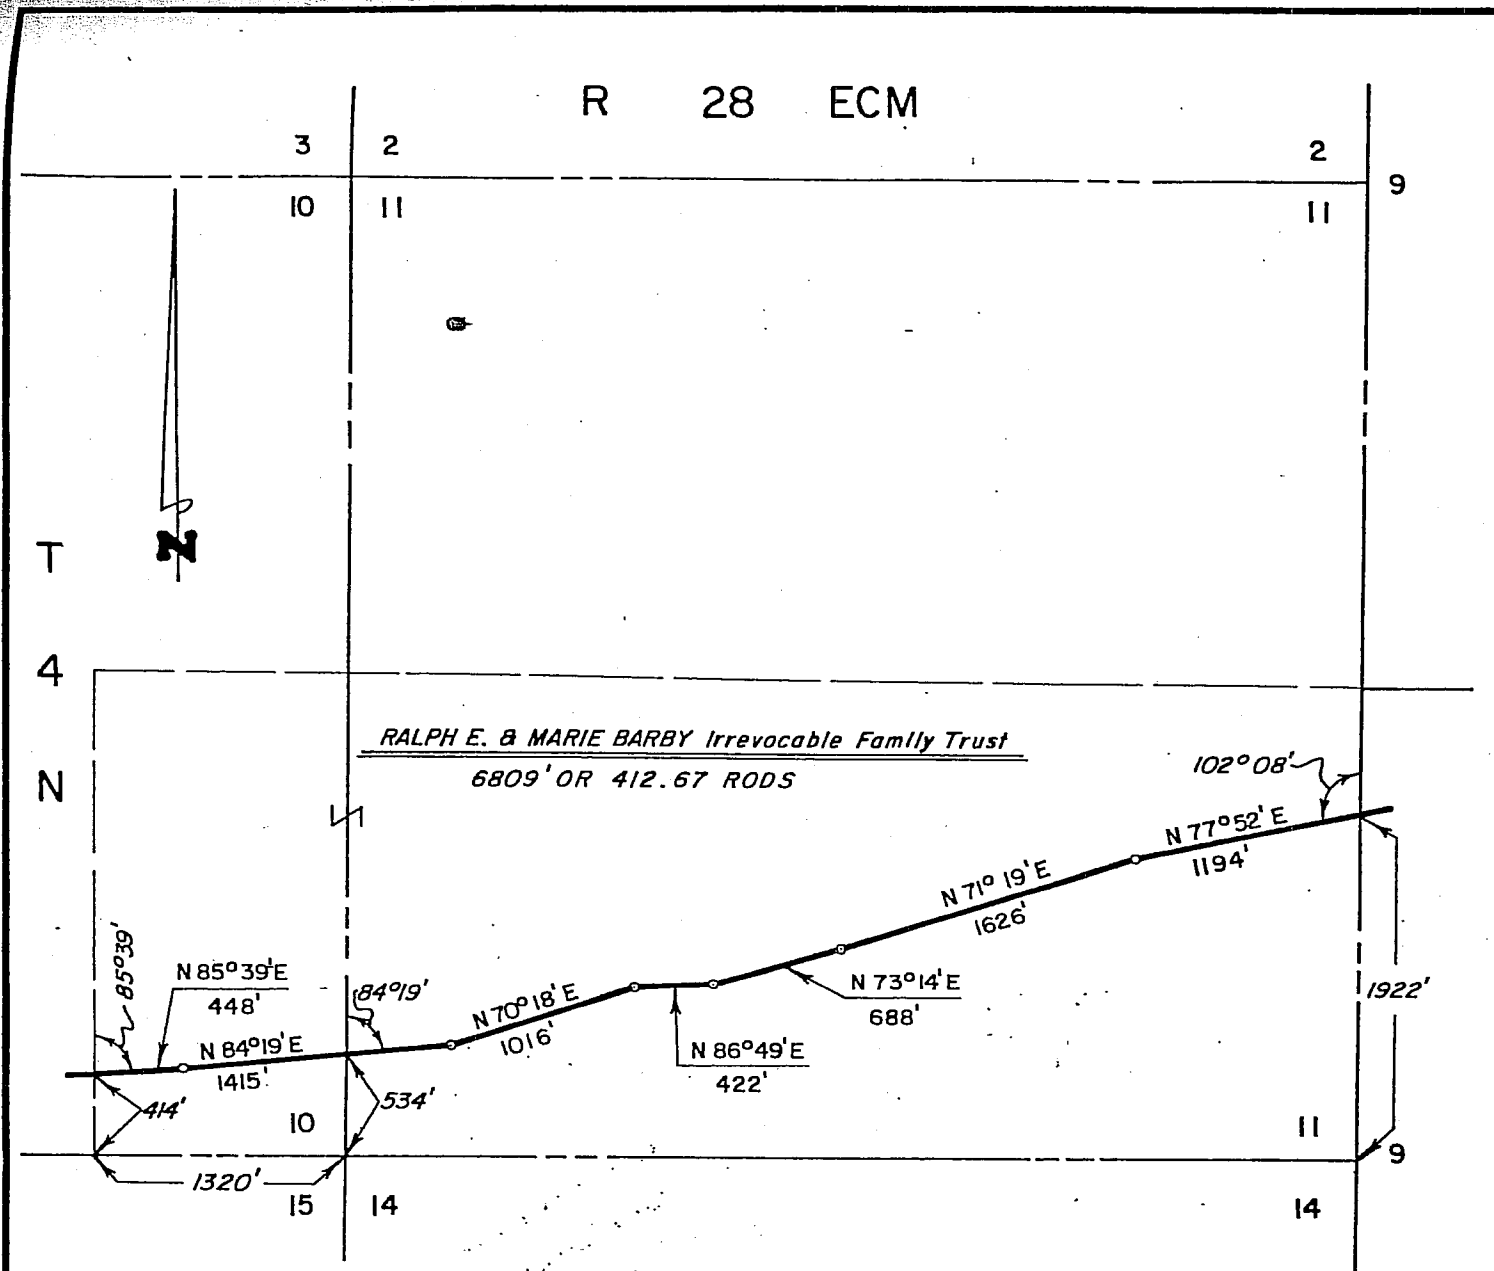 R 28 ECM
3 2 2
9
10 11 11
N
T
4
N
RALPH E. & MARIE BARBY Irrevocable Family Trust
6809' OR 412.67 RODS
102°08'
N 77°52' E
1194'
N 71° 19' E
1626'
85°39'
N 85°39'E
448'
84°19'
N 70°18'E
1016'
N 73°14'E
688'
1922'
N 84°19'E
1415'
N 86°49'E
422'
414'
534'
10 11
9
1320'
15 14 14